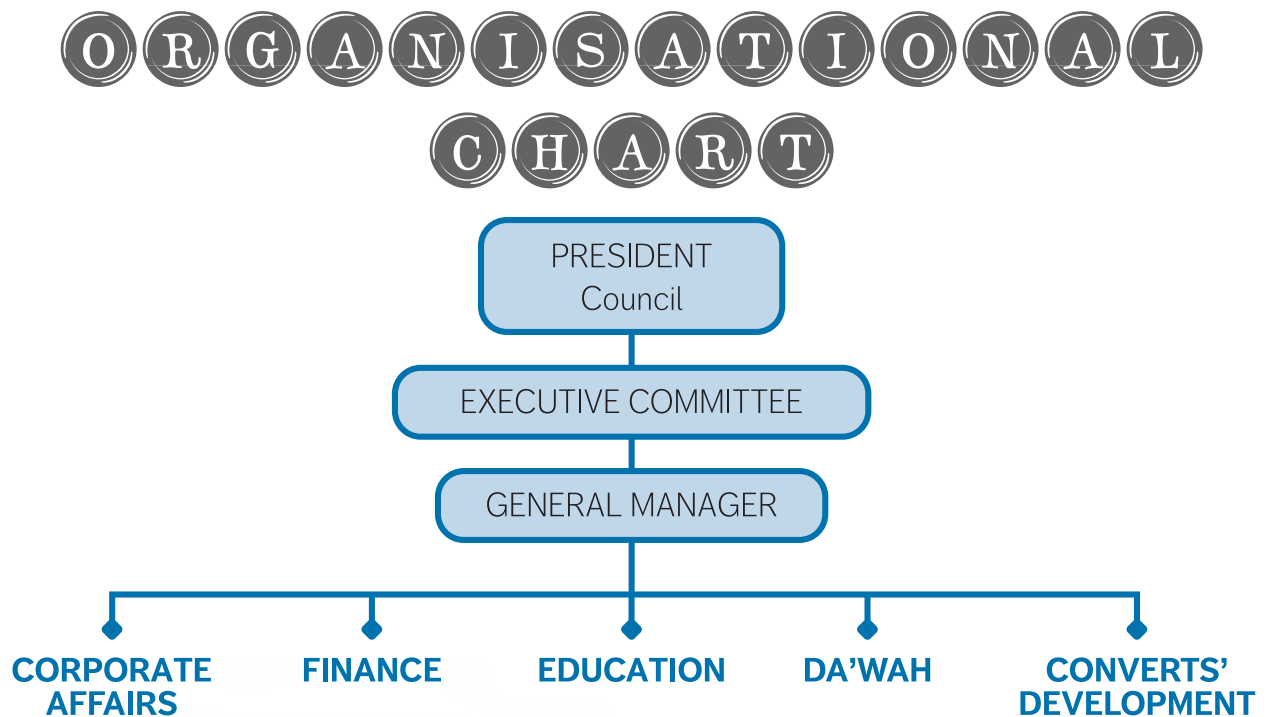 ORGANISATIONAL
CHART
PRESIDENT
Council
EXECUTIVE COMMITTEE
GENERAL MANAGER
CORPORATE
AFFAIRS
FINANCE
EDUCATION
DA’WAH
CONVERTS’
DEVELOPMENT